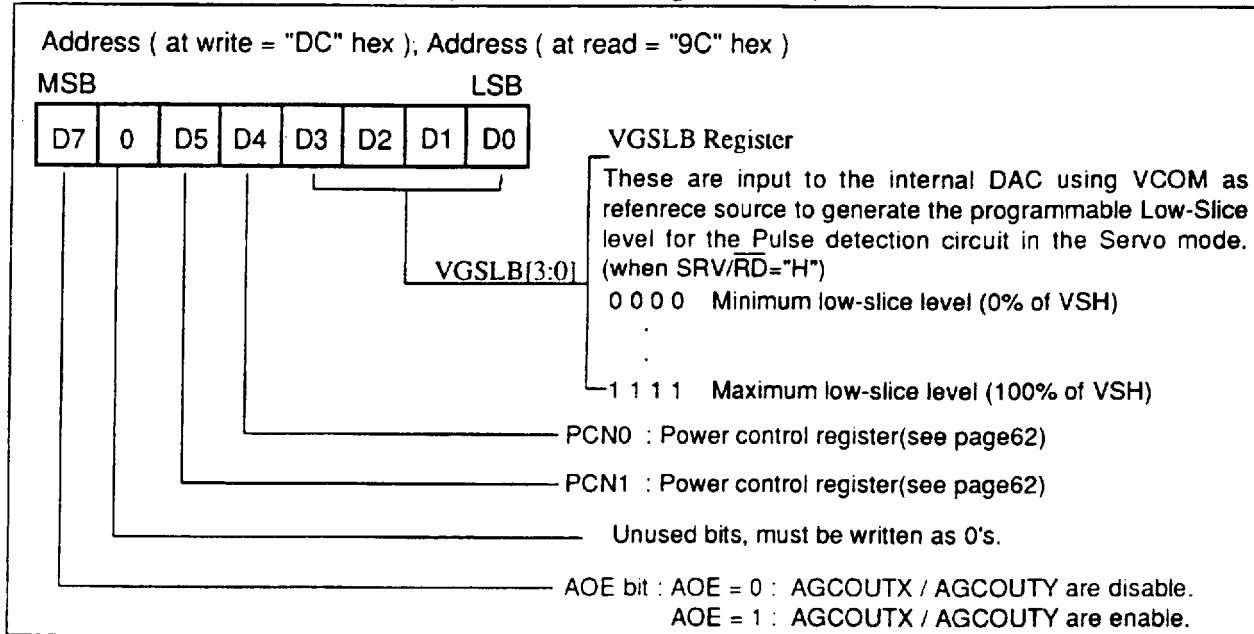 Address ( at write = "DC" hex ), Address ( at read = "9C" hex )
MSB LSB
D7 0 D5 D4 D3 D2 D1 D0
VGSLB Register
These are input to the internal DAC using VCOM as
refenrece source to generate the programmable Low-Slice
level for the Pulse detection circuit in the Servo mode.
VGSLB[3:0] (when SRV/RD="H")
0 0 0 0 Minimum low-slice level (0% of VSH)
.
.
1 1 1 1 Maximum low-slice level (100% of VSH)
PCN0 : Power control register(see page62)
PCN1 : Power control register(see page62)
Unused bits, must be written as 0's.
AOE bit : AOE = 0 : AGCOUTX / AGCOUTY are disable.
AOE = 1 : AGCOUTX / AGCOUTY are enable.